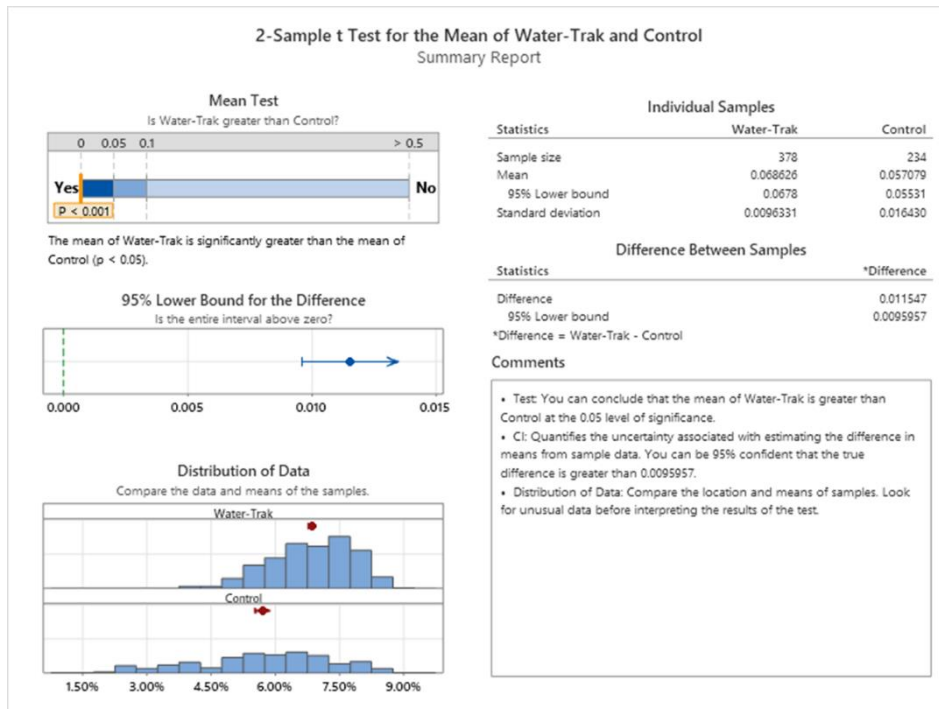 2-Sample t Test for the Mean of Water-Trak and Control
Summary Report
Mean Test
Is Water-Trak greater than Control?
0 0.05 0.1 > 0.5
Yes No
P < 0.001
The mean of Water-Trak is significantly greater than the mean of
Control (p < 0.05).
95% Lower Bound for the Difference
Is the entire interval above zero?
0.000 0.005 0.010 0.015
Distribution of Data
Compare the data and means of the samples.
Water-Trak
Control
1.50% 3.00% 4.50% 6.00% 7.50% 9.00%
Individual Samples
Statistics Water-Trak Control
Sample size 378 234
Mean 0.068626 0.057079
95% Lower bound 0.0678 0.05531
Standard deviation 0.0096331 0.016430
Difference Between Samples
Statistics *Difference
Difference 0.011547
95% Lower bound 0.0095957
*Difference = Water-Trak - Control
Comments
• Test: You can conclude that the mean of Water-Trak is greater than
Control at the 0.05 level of significance.
• CI: Quantifies the uncertainty associated with estimating the difference in
means from sample data. You can be 95% confident that the true
difference is greater than 0.0095957.
• Distribution of Data: Compare the location and means of samples. Look
for unusual data before interpreting the results of the test.